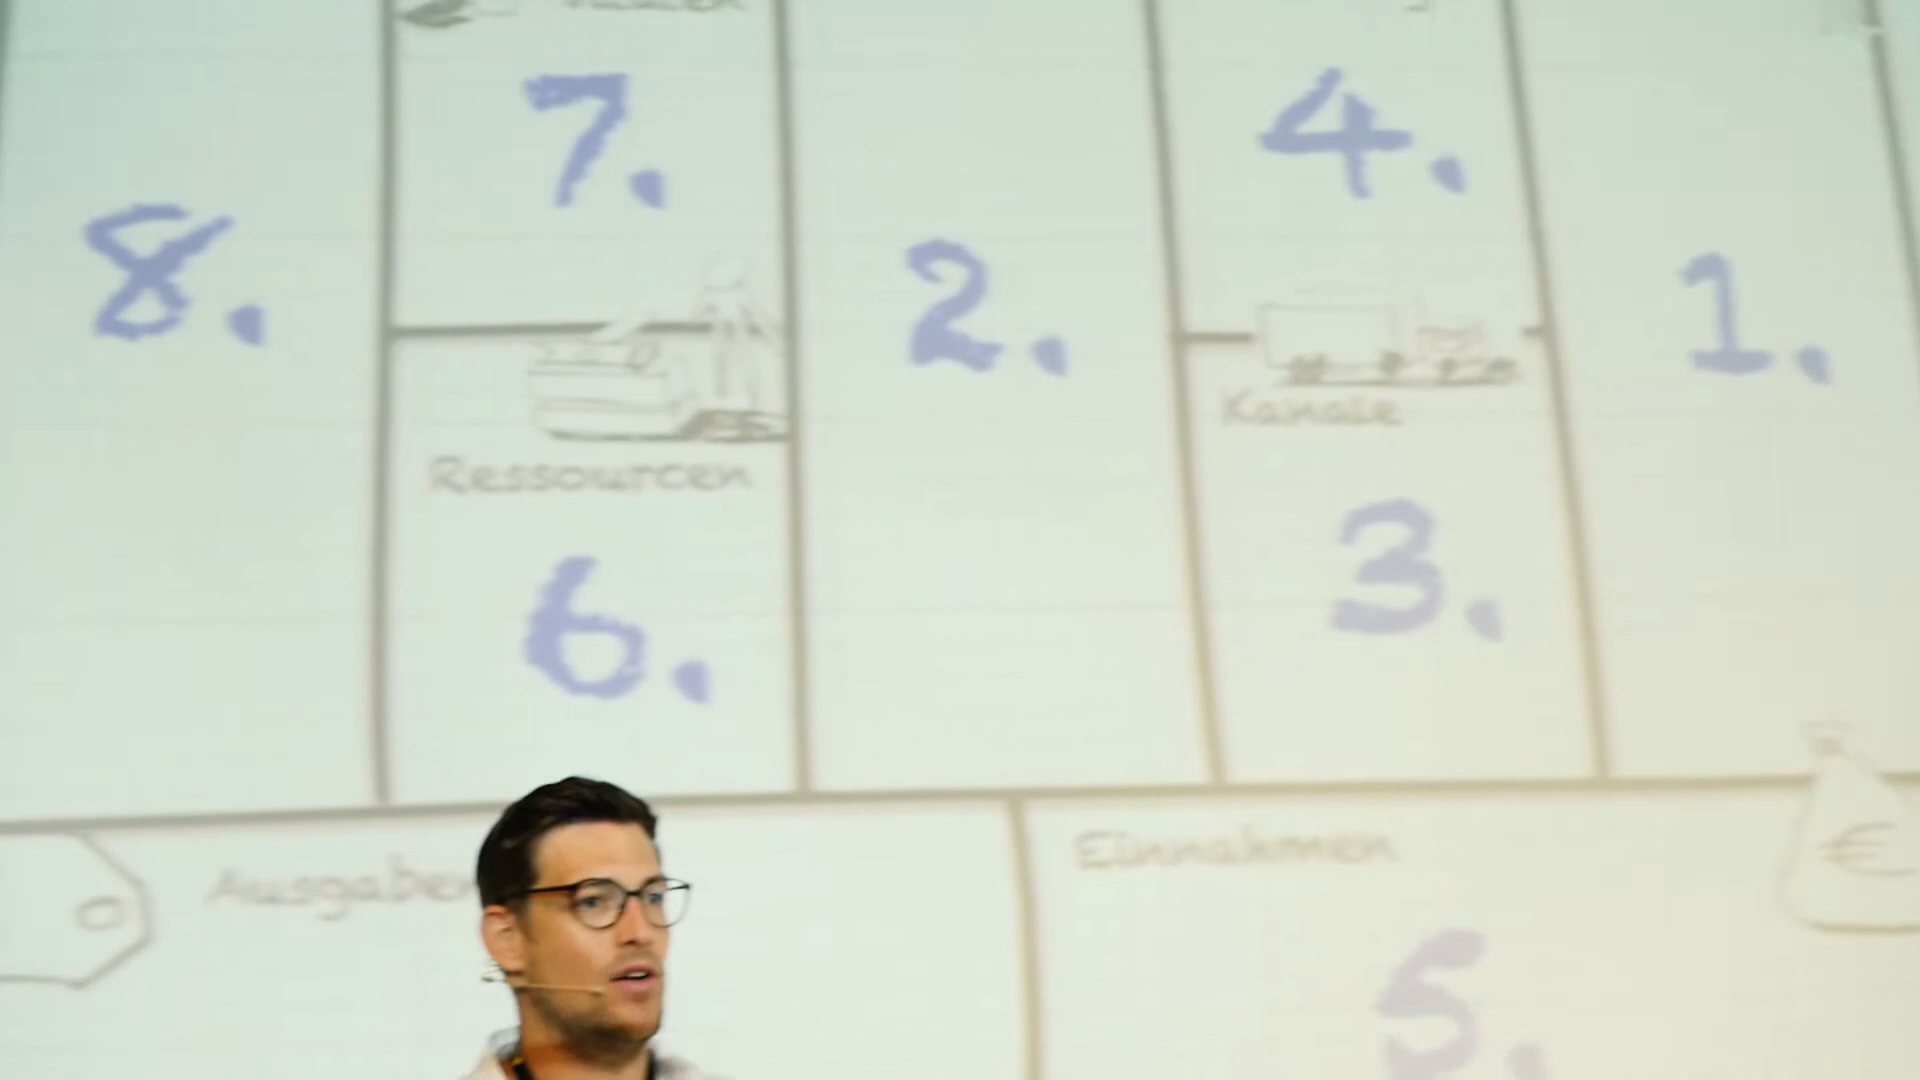 7.
4.
8.
2.
1.
Kanäle
Ressourcen
3.
6.
Einnahmen
Ausgaben
€
5.